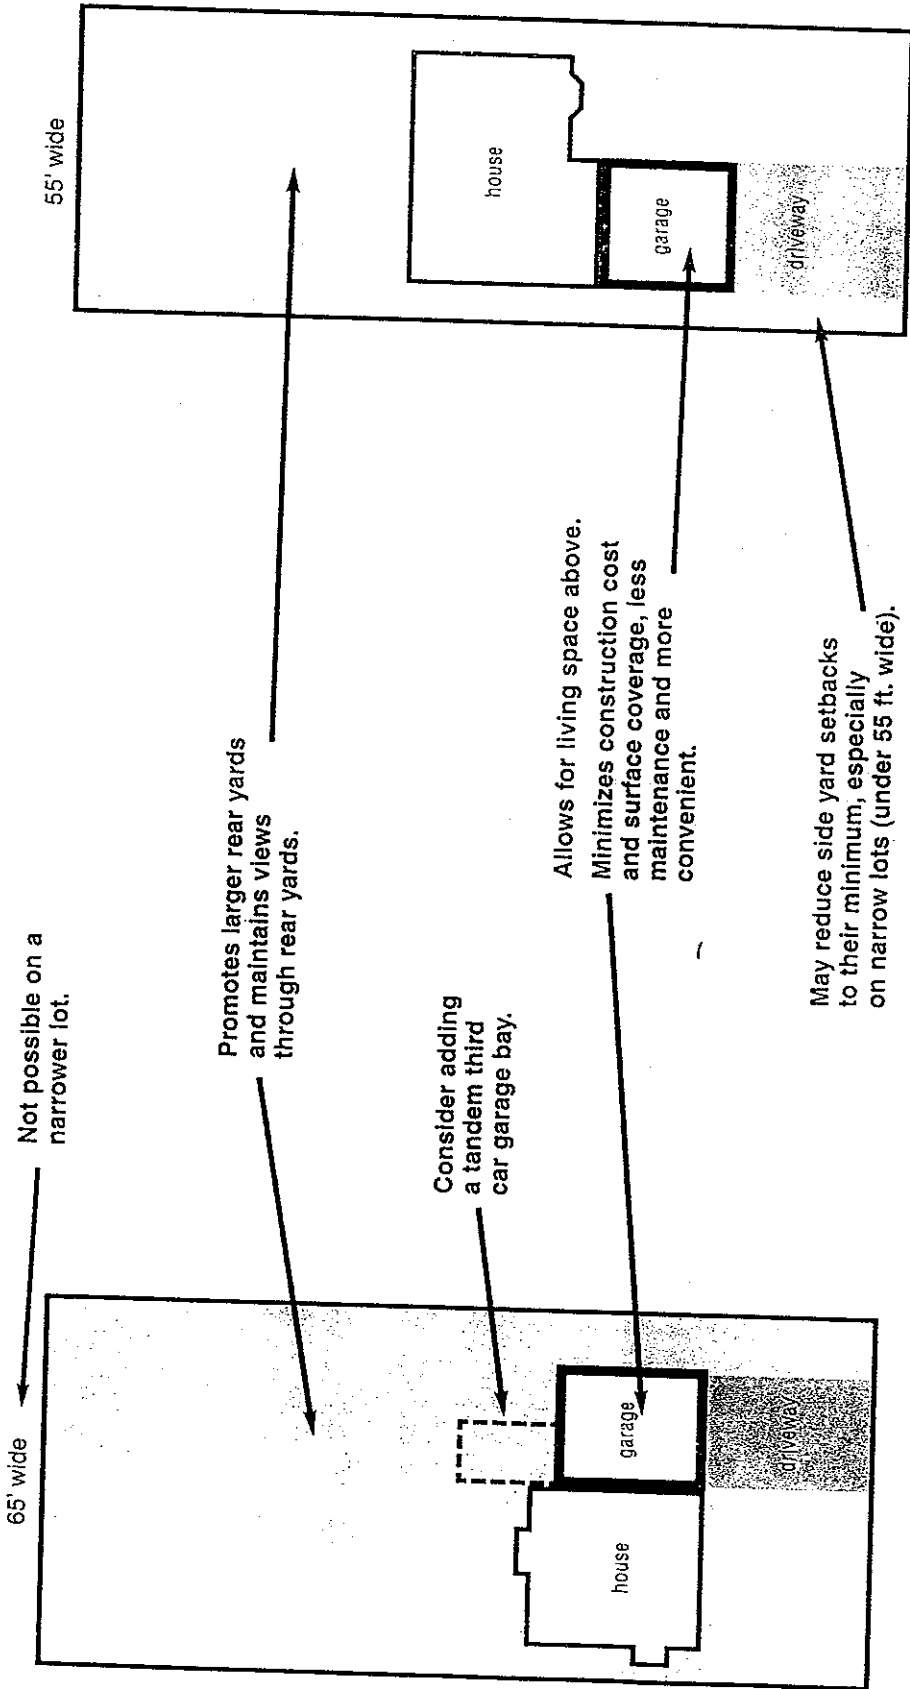 65' wide
Not possible on a
narrower lot.
55' wide
Promotes larger rear yards
and maintains views
through rear yards.
Consider adding
a tandem third
car garage bay.
Allows for living space above.
Minimizes construction cost
and surface coverage, less
maintenance and more
convenient.
May reduce side yard setbacks
to their minimum, especially
on narrow lots (under 55 ft. wide).
house
garage
driveway
house
garage
driveway